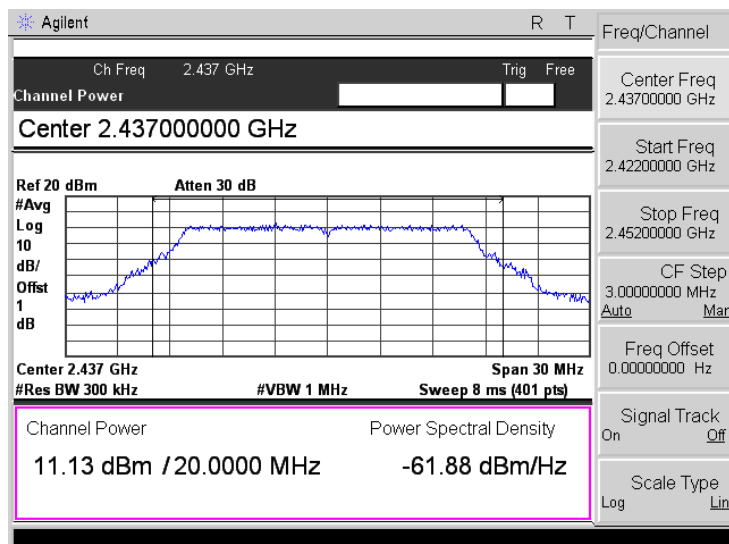 Agilent R T
Ch Freq 2.437 GHz Trig Free
Channel Power
Center 2.437000000 GHz
Ref 20 dBm Atten 30 dB
#Avg
Log
10
dB/
Offst
1
dB
Center 2.437 GHz Span 30 MHz
#Res BW 300 kHz #VBW 1 MHz Sweep 8 ms (401 pts)
Channel Power Power Spectral Density
11.13 dBm / 20.0000 MHz -61.88 dBm/Hz
Freq/Channel
Center Freq
2.43700000 GHz
Start Freq
2.42200000 GHz
Stop Freq
2.45200000 GHz
CF Step
3.00000000 MHz
Auto Man
Freq Offset
0.00000000 Hz
Signal Track
On Off
Scale Type
Log Lin